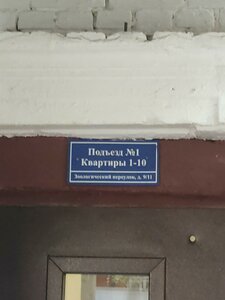 Подъезд №1
Квартиры 1-10
Зоологический переулок, д. 9/11